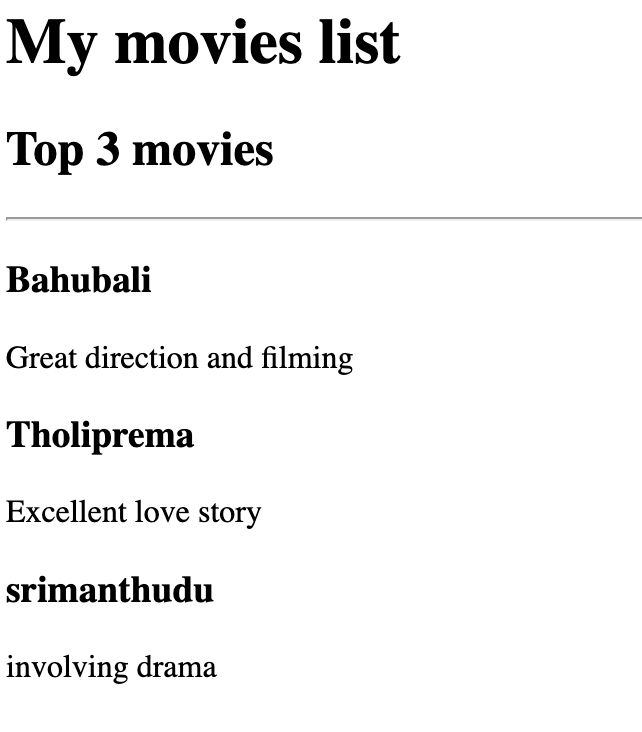 My movies list
Top 3 movies
Bahubali
Great direction and filming
Tholiprema
Excellent love story
srimanthudu
involving drama